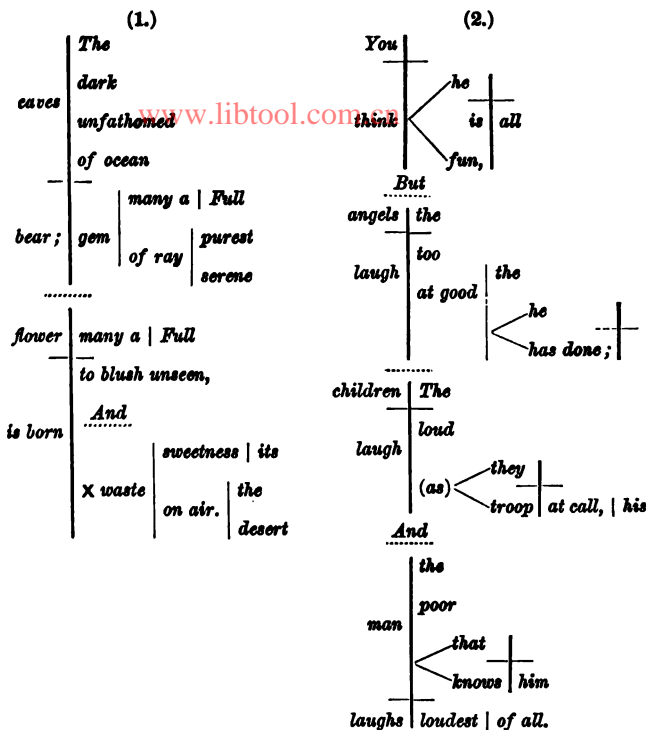 (1.)
The
dark
eaves
unfathomed
of ocean
many a | Full
bear; gem
purest
of ray
serene
flower many a | Full
to blush unseen,
And
is born
sweetness | its
x waste
the
on air.
desert
(2.)
You
he
think is all
fun,
But
angels the
too
laugh
at good the
he
has done;
children The
loud
laugh
they
(as)
troop at call, | his
And
the
poor
man
that
knows him
laughs loudest | of all.
www.libtool.com.cn